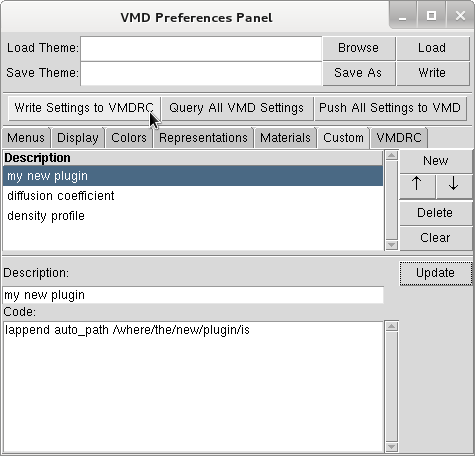 VMD Preferences Panel
Load Theme: Browse Load
Save Theme: Save As Write
Write Settings to VMDRC Query All VMD Settings Push All Settings to VMD
Menus Display Colors Representations Materials Custom VMDRC
Description New
my new plugin
diffusion coefficient ↑ ↓
density profile Delete
Clear
Description: Update
my new plugin
Code:
lappend auto_path /where/the/new/plugin/is